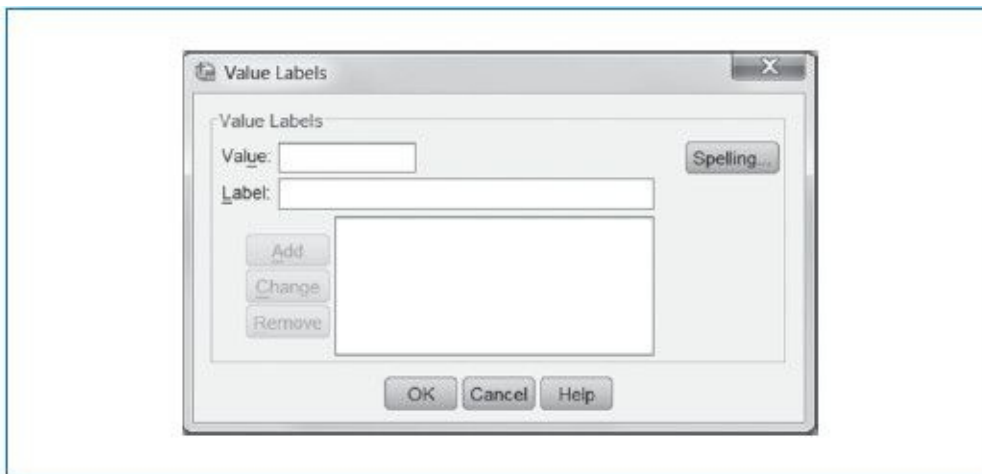 Value Labels
Value Labels
Value:
Spelling...
Label:
Add
Change
Remove
OK Cancel Help